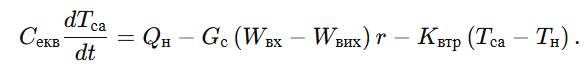 C_екв dT_са/dt = Q_н − G_с (W_вх − W_вих) r − K_втр (T_са − T_н).